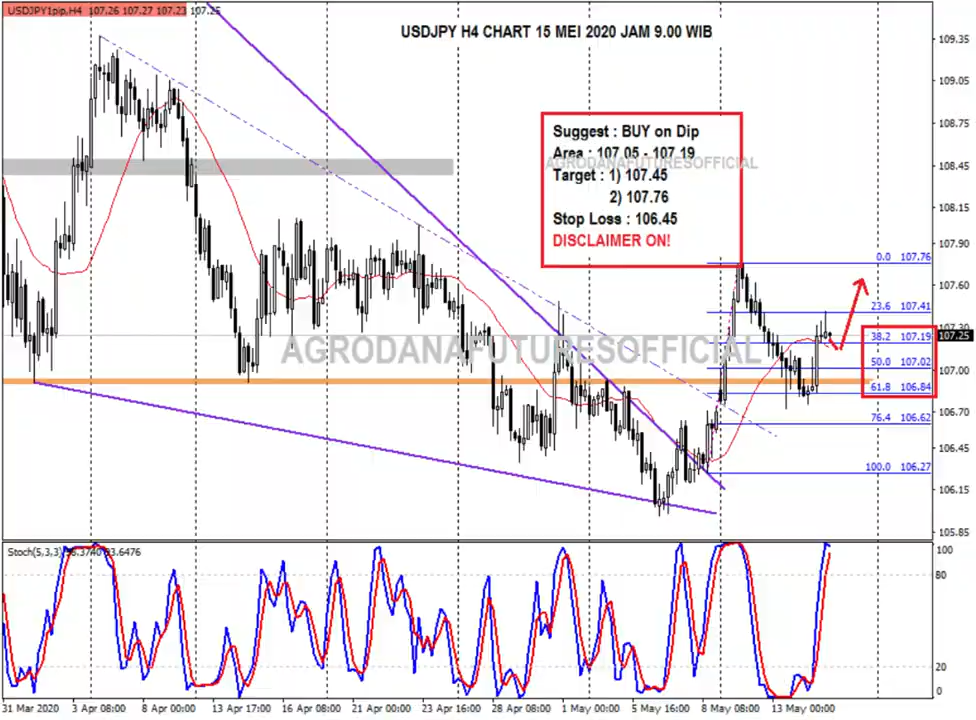 USDJPY1pip,H4 107.26 107.27 107.23 107.25
USDJPY H4 CHART 15 MEI 2020 JAM 9.00 WIB
Suggest : BUY on Dip
Area : 107.05 - 107.19
AGRODANAFUTURESOFFICIAL
Target : 1) 107.45
2) 107.76
Stop Loss : 106.45
DISCLAIMER ON!
AGRODANAFUTURESOFFICIAL
0.0 107.76
23.6 107.41
38.2 107.19
50.0 107.02
61.8 106.84
76.4 106.62
100.0 106.27
109.35
109.05
108.75
108.45
108.15
107.90
107.60
107.30
107.25
107.00
106.70
106.45
106.15
105.85
Stoch(5,3,3)
100
80
20
0
31 Mar 2020
3 Apr 08:00
8 Apr 00:00
13 Apr 17:00
16 Apr 08:00
21 Apr 00:00
23 Apr 16:00
28 Apr 08:00
1 May 00:00
5 May 16:00
8 May 08:00
13 May 00:00